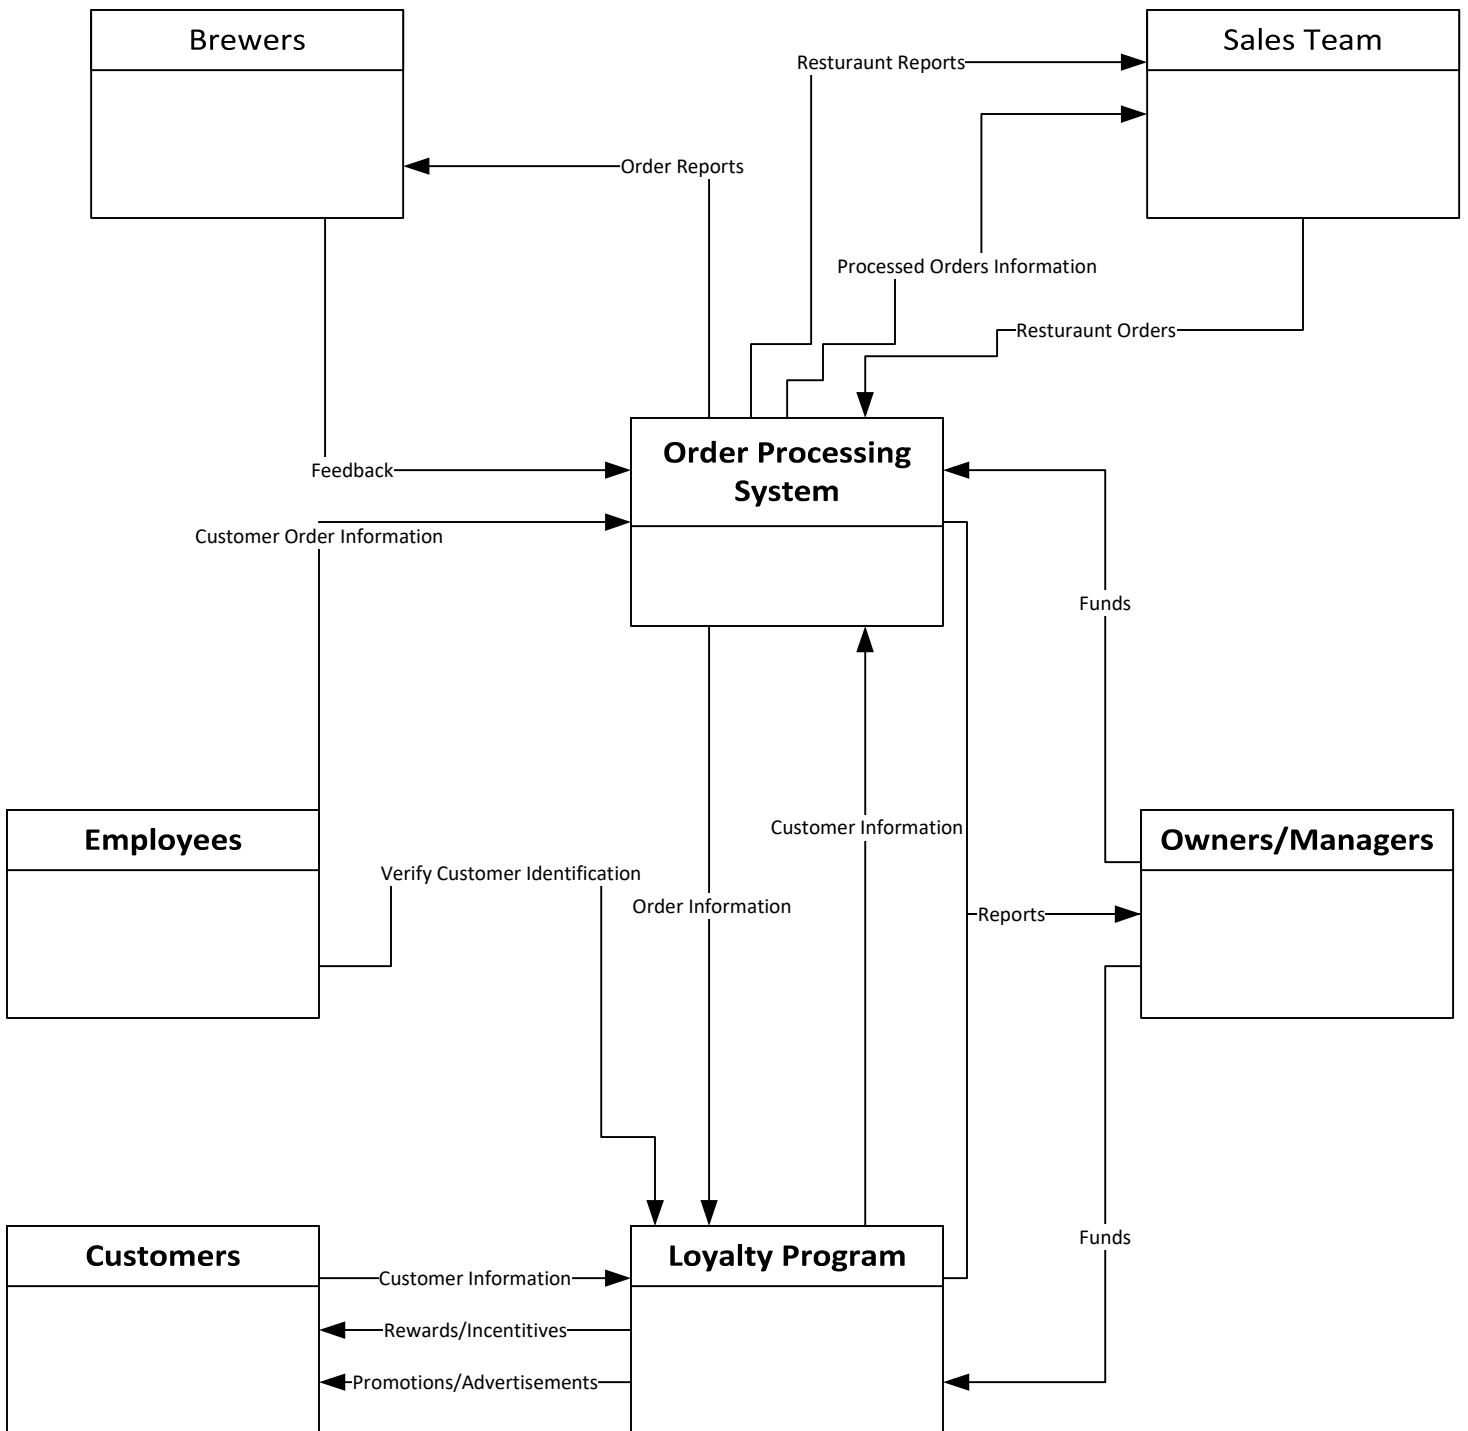 Brewers
Sales Team
Resturaunt Reports
Order Reports
Processed Orders Information
Resturaunt Orders
Order Processing
System
Feedback
Customer Order Information
Funds
Employees
Customer Information
Owners/Managers
Verify Customer Identification
Order Information
Reports
Funds
Customers
Loyalty Program
Customer Information
Rewards/Incentitives
Promotions/Advertisements